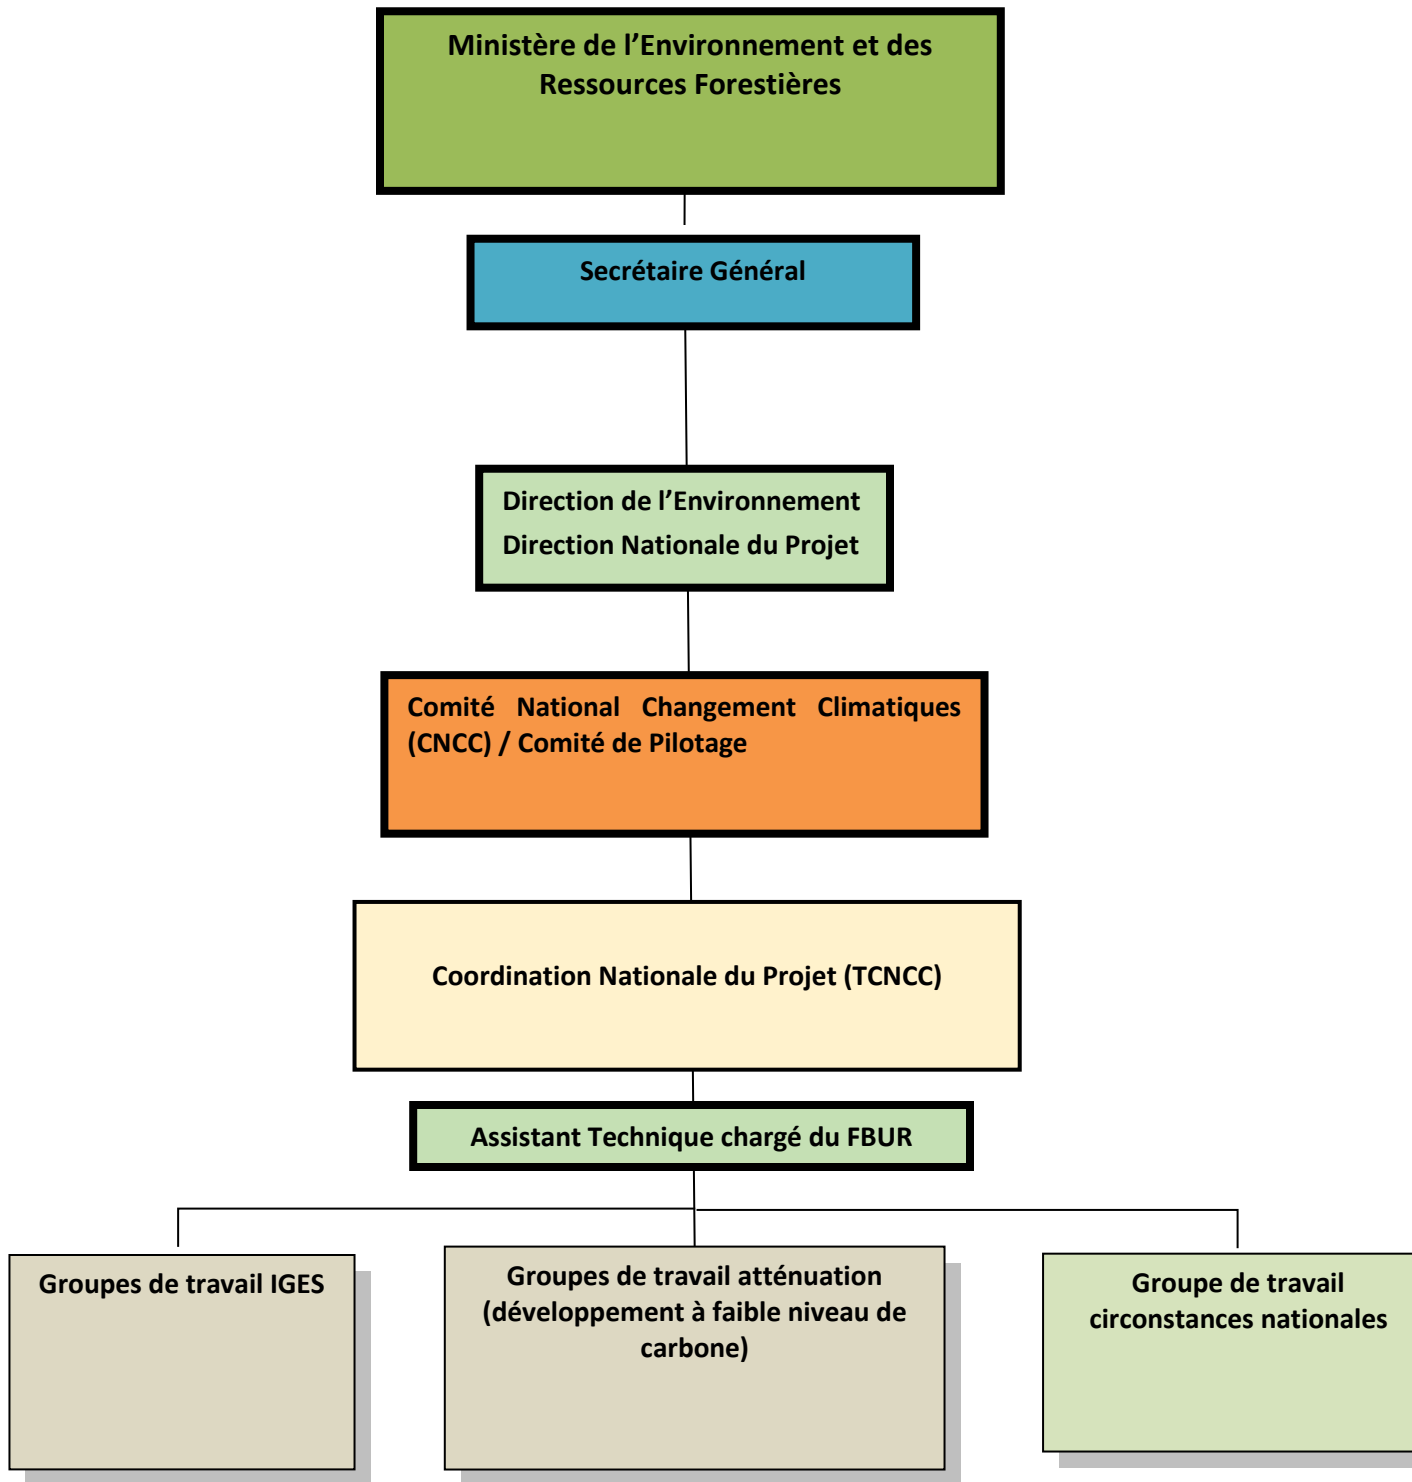 Ministère de l’Environnement et des
Ressources Forestières
Secrétaire Général
Direction de l’Environnement
Direction Nationale du Projet
Comité National Changement Climatiques
(CNCC) / Comité de Pilotage
Coordination Nationale du Projet (TCNCC)
Assistant Technique chargé du FBUR
Groupes de travail IGES
Groupes de travail atténuation
(développement à faible niveau de
carbone)
Groupe de travail
circonstances nationales